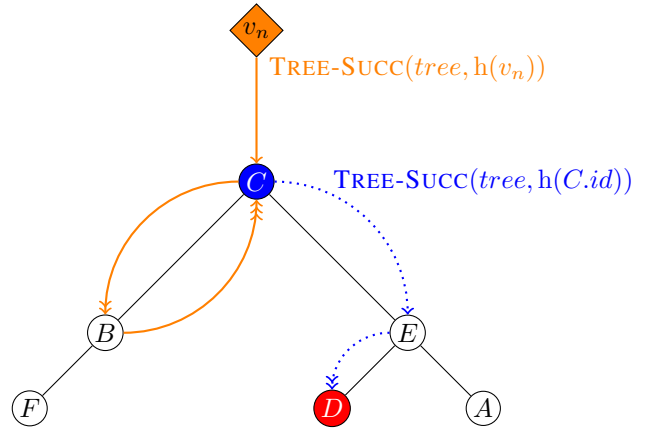 v_n
TREE-SUCC(tree, h(v_n))
C
TREE-SUCC(tree, h(C.id))
B
E
F
D
A